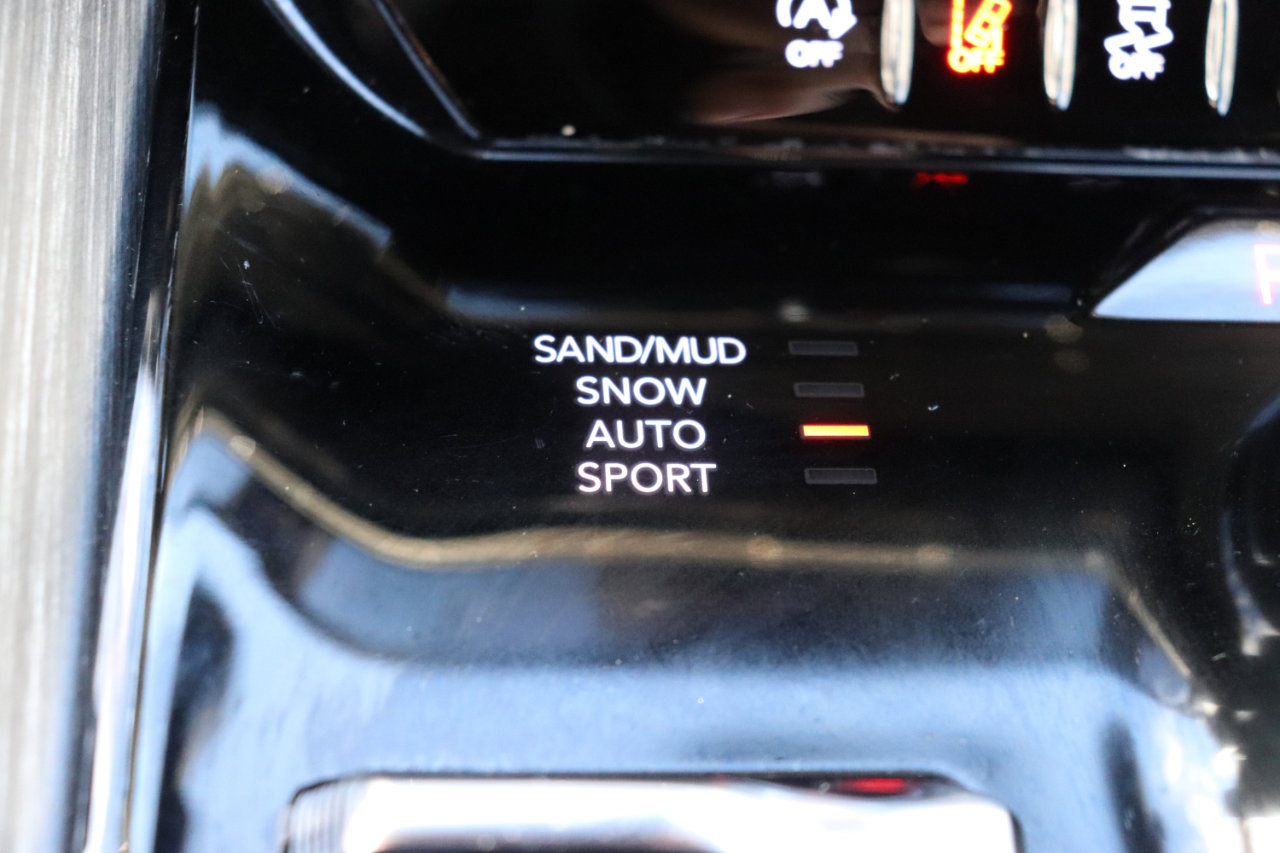 (A) OFF OFF OFF
P
SAND/MUD
SNOW
AUTO
SPORT